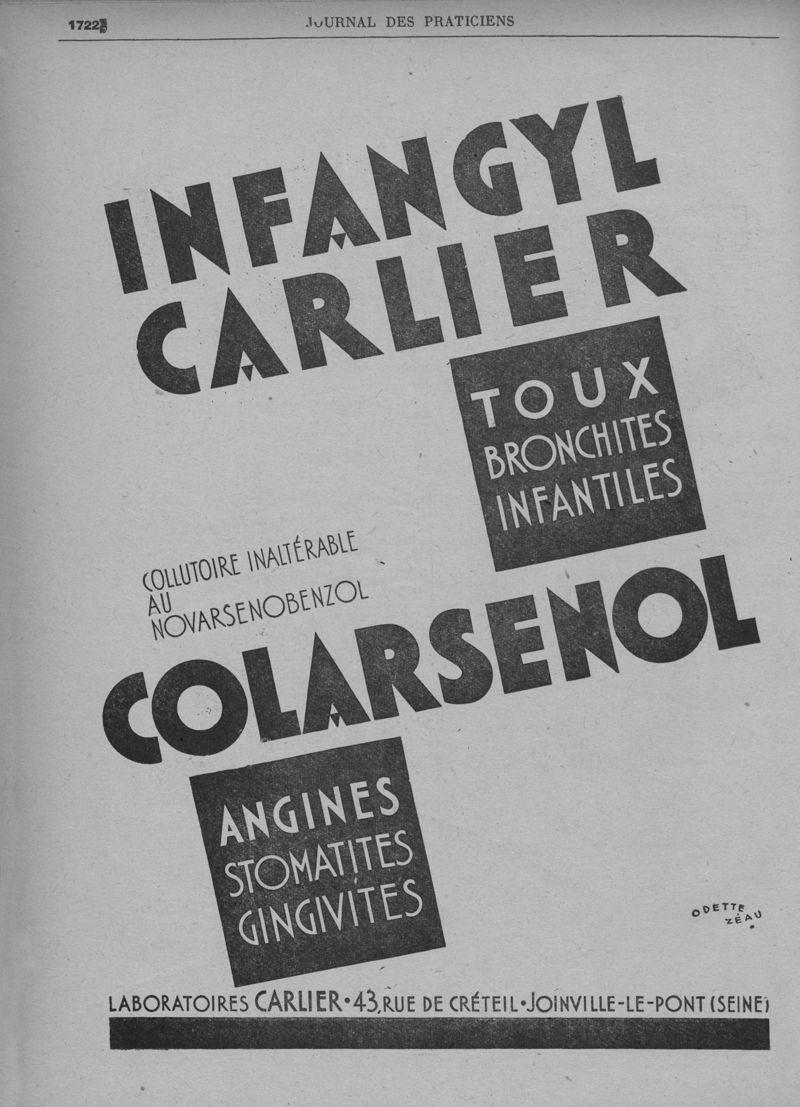 1722
JOURNAL DES PRATICIENS
INFANGYL
CARLIER
TOUX
BRONCHITES
INFANTILES
COLLUTOIRE INALTÉRABLE
AU
NOVARSENOBENZOL
COLARSENOL
ANGINES
STOMATITES
GINGIVITES
ODETTE
ZÉAU
LABORATOIRES CARLIER • 43, RUE DE CRÉTEIL • JOINVILLE-LE-PONT (SEINE)